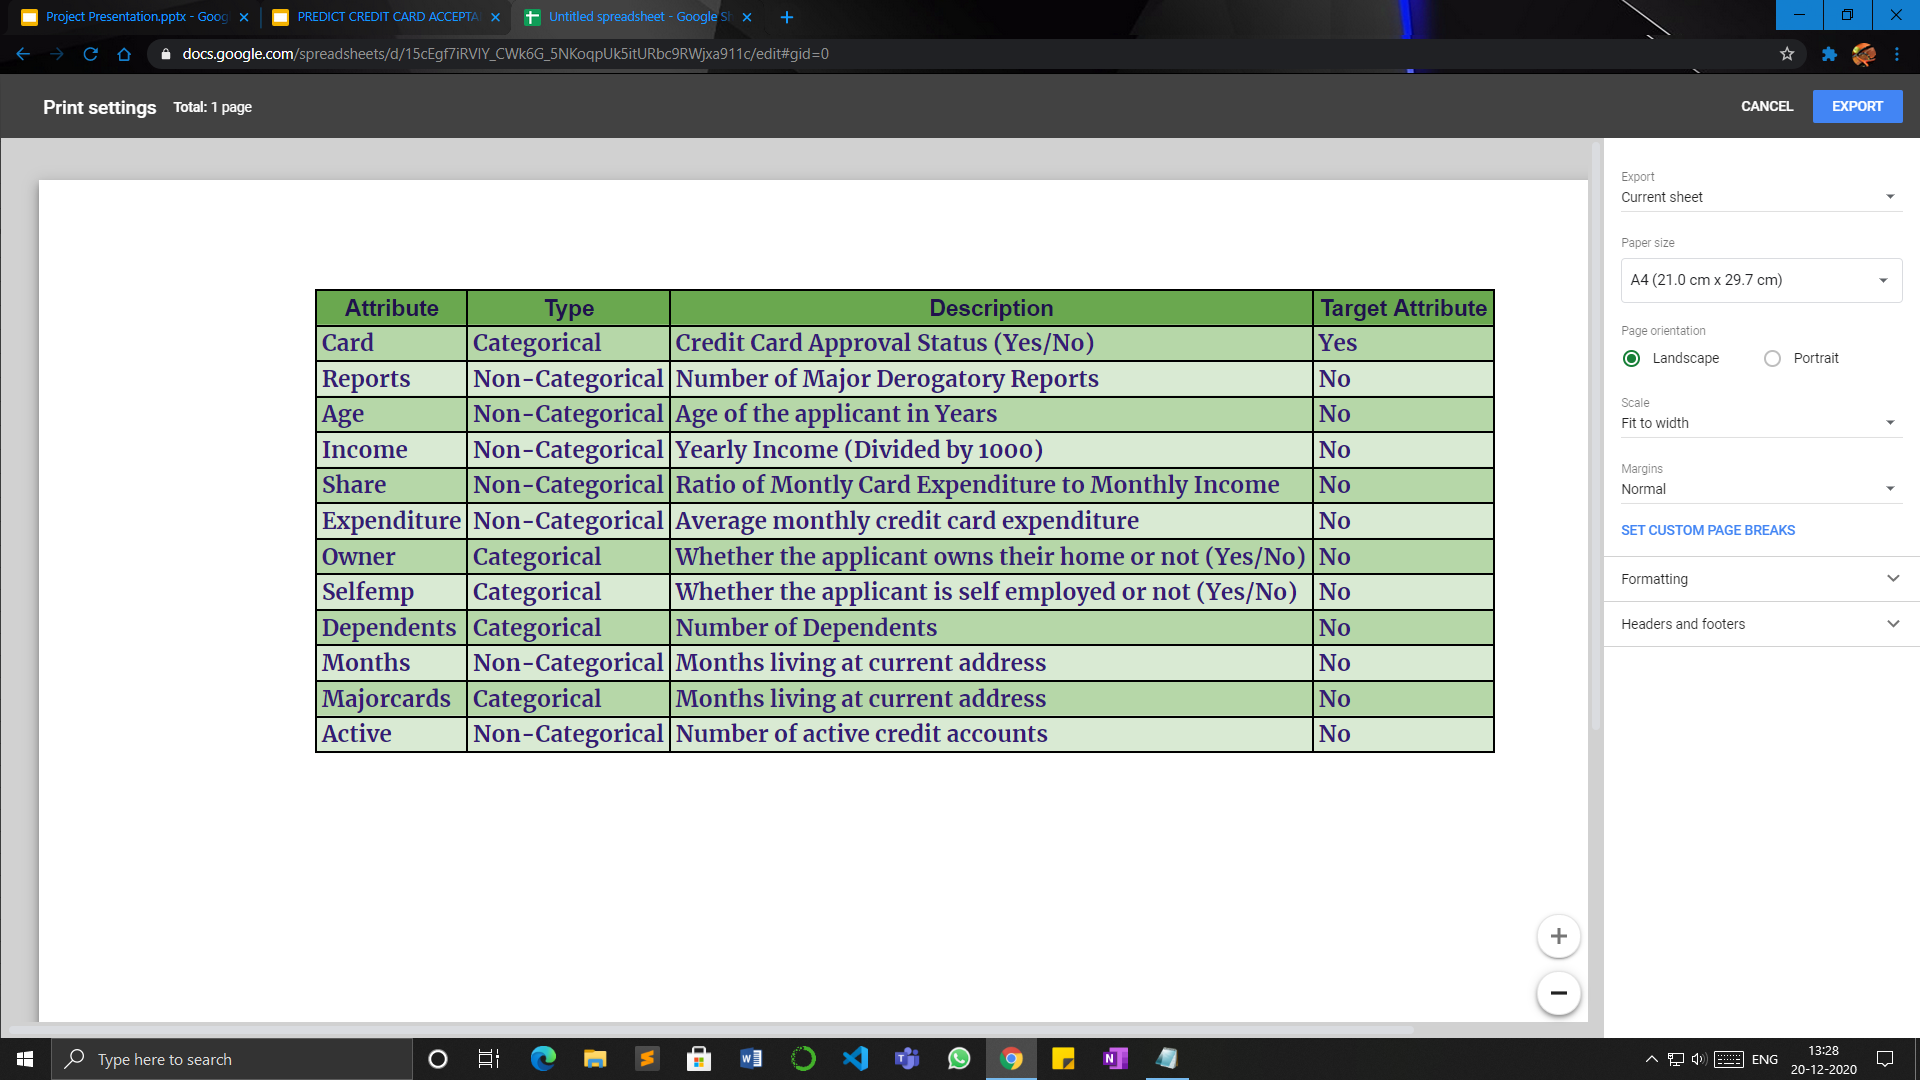 Project Presentation.pptx - Goog
PREDICT CREDIT CARD ACCEPTA
Untitled spreadsheet - Google Sh
docs.google.com/spreadsheets/d/15cEgf7iRVIY_CWk6G_5NKoqpUk5itURbc9RWjxa911c/edit#gid=0
Print settings Total: 1 page
CANCEL EXPORT
Attribute Type Description Target Attribute
Card Categorical Credit Card Approval Status (Yes/No) Yes
Reports Non-Categorical Number of Major Derogatory Reports No
Age Non-Categorical Age of the applicant in Years No
Income Non-Categorical Yearly Income (Divided by 1000) No
Share Non-Categorical Ratio of Montly Card Expenditure to Monthly Income No
Expenditure Non-Categorical Average monthly credit card expenditure No
Owner Categorical Whether the applicant owns their home or not (Yes/No) No
Selfemp Categorical Whether the applicant is self employed or not (Yes/No) No
Dependents Categorical Number of Dependents No
Months Non-Categorical Months living at current address No
Majorcards Categorical Months living at current address No
Active Non-Categorical Number of active credit accounts No
Export
Current sheet
Paper size
A4 (21.0 cm x 29.7 cm)
Page orientation
Landscape Portrait
Scale
Fit to width
Margins
Normal
SET CUSTOM PAGE BREAKS
Formatting
Headers and footers
Type here to search
ENG
13:28
20-12-2020